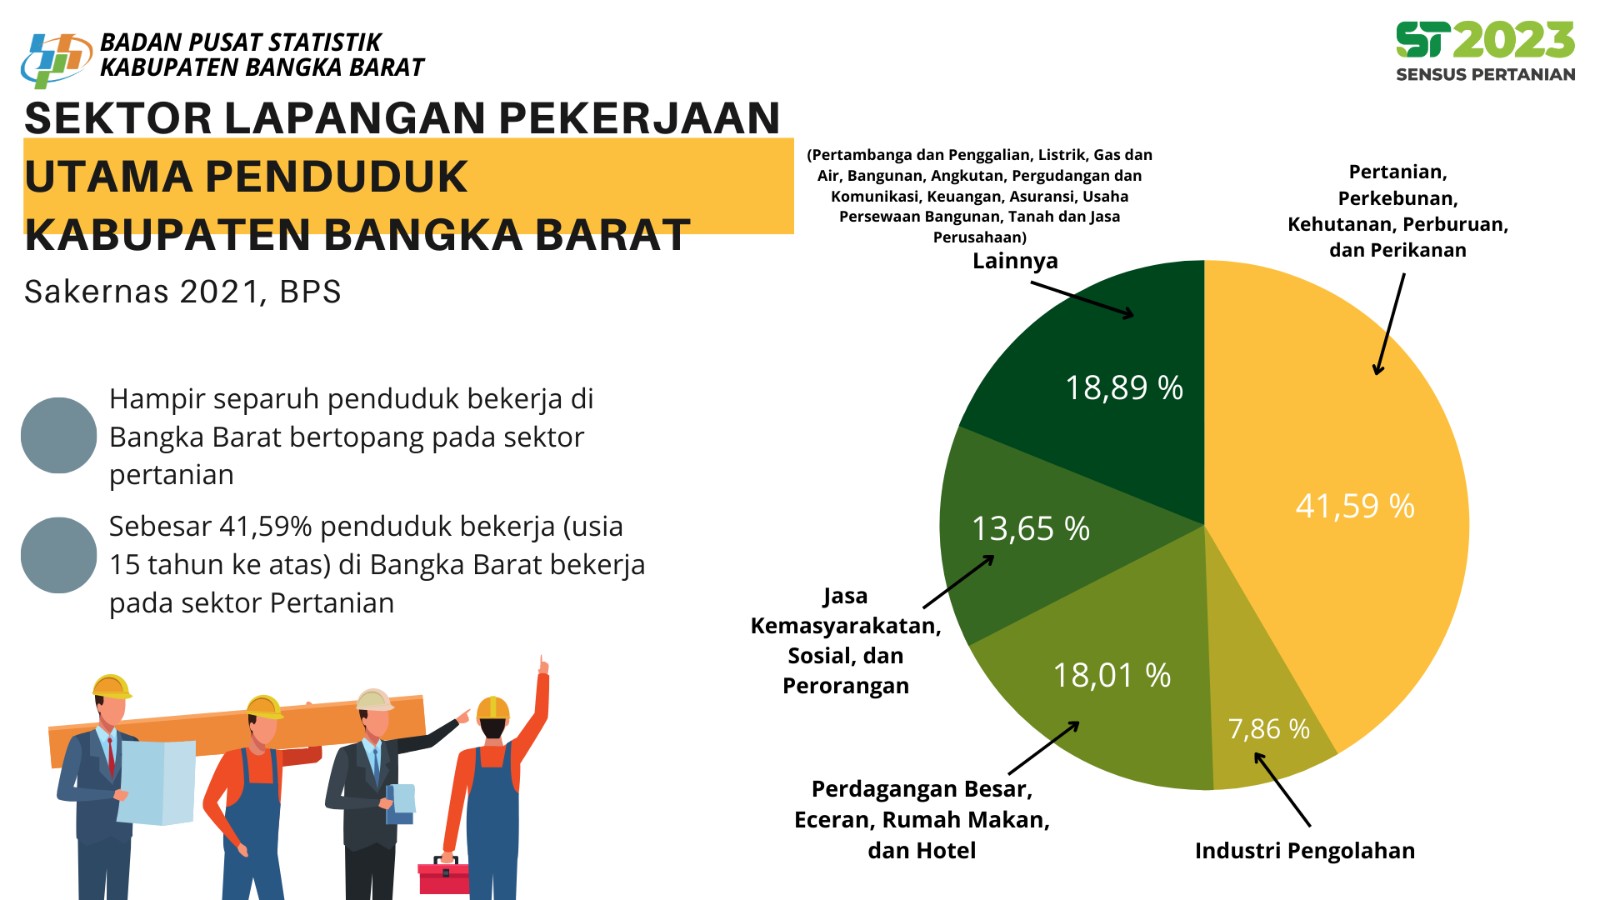 BADAN PUSAT STATISTIK
KABUPATEN BANGKA BARAT
ST2023
SENSUS PERTANIAN
SEKTOR LAPANGAN PEKERJAAN
UTAMA PENDUDUK
KABUPATEN BANGKA BARAT
Sakernas 2021, BPS
Hampir separuh penduduk bekerja di
Bangka Barat bertopang pada sektor
pertanian
Sebesar 41,59% penduduk bekerja (usia
15 tahun ke atas) di Bangka Barat bekerja
pada sektor Pertanian
(Pertambanga dan Penggalian, Listrik, Gas dan
Air, Bangunan, Angkutan, Pergudangan dan
Komunikasi, Keuangan, Asuransi, Usaha
Persewaan Bangunan, Tanah dan Jasa
Perusahaan)
Lainnya
18,89 %
Pertanian,
Perkebunan,
Kehutanan, Perburuan,
dan Perikanan
41,59 %
13,65 %
Jasa
Kemasyarakatan,
Sosial, dan
Perorangan
18,01 %
Perdagangan Besar,
Eceran, Rumah Makan,
dan Hotel
7,86 %
Industri Pengolahan